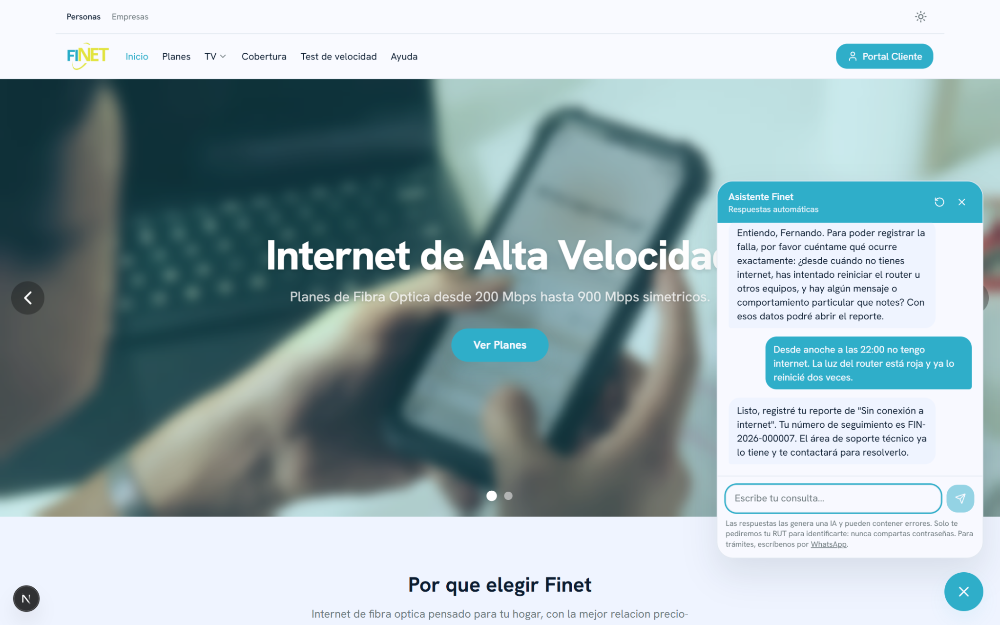 Personas Empresas
FINET Inicio Planes TV Cobertura Test de velocidad Ayuda Portal Cliente
Internet de Alta Velocida
Planes de Fibra Optica desde 200 Mbps hasta 900 Mbps simetricos.
Ver Planes
Asistente Finet
Respuestas automáticas
Entiendo, Fernando. Para poder registrar la
falla, por favor cuéntame qué ocurre
exactamente: ¿desde cuándo no tienes
internet, has intentado reiniciar el router u
otros equipos, y hay algún mensaje o
comportamiento particular que notes? Con
esos datos podré abrir el reporte.
Desde anoche a las 22:00 no tengo
internet. La luz del router está roja y ya lo
reinicié dos veces.
Listo, registré tu reporte de "Sin conexión a
internet". Tu número de seguimiento es FIN-
2026-000007. El área de soporte técnico ya
lo tiene y te contactará para resolverlo.
Escribe tu consulta...
Las respuestas las genera una IA y pueden contener errores. Solo te
pediremos tu RUT para identificarte: nunca compartas contraseñas. Para
trámites, escríbenos por WhatsApp.
Por que elegir Finet
Internet de fibra optica pensado para tu hogar, con la mejor relacion precio-
N